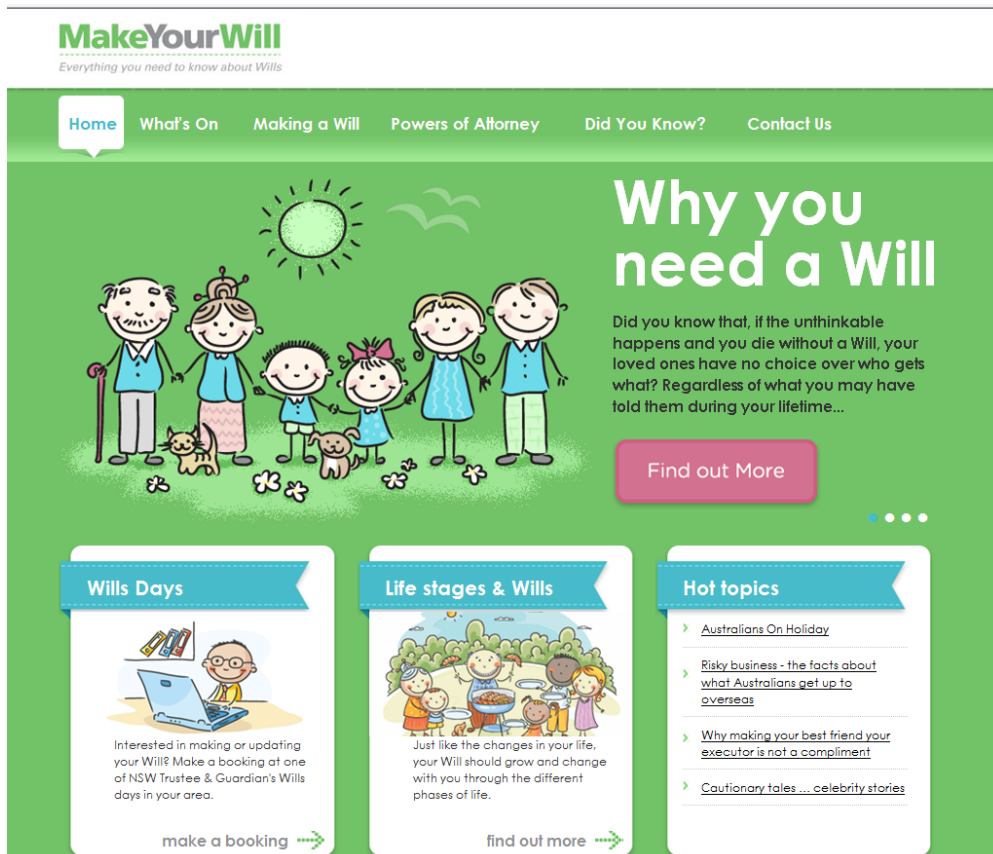 MakeYourWill
Everything you need to know about Wills
Home
What's On
Making a Will
Powers of Attorney
Did You Know?
Contact Us
Why you
need a Will
Did you know that, if the unthinkable
happens and you die without a Will, your
loved ones have no choice over who gets
what? Regardless of what you may have
told them during your lifetime...
Find out More
Wills Days
Interested in making or updating
your Will? Make a booking at one
of NSW Trustee & Guardian's Wills
days in your area.
make a booking
Life stages & Wills
Just like the changes in your life,
your Will should grow and change
with you through the different
phases of life.
find out more
Hot topics
Australians On Holiday
Risky business - the facts about
what Australians get up to
overseas
Why making your best friend your
executor is not a compliment
Cautionary tales ... celebrity stories